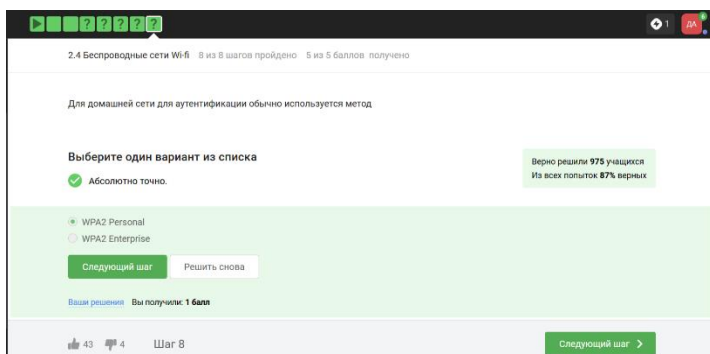 ? ? ? ? ?
1 ДА 6
2.4 Беспроводные сети Wi-fi 8 из 8 шагов пройдено 5 из 5 баллов получено
Для домашней сети для аутентификации обычно используется метод
Выберите один вариант из списка
Абсолютно точно.
Верно решили 975 учащихся
Из всех попыток 87% верных
WPA2 Personal
WPA2 Enterprise
Следующий шаг Решить снова
Ваши решения Вы получили: 1 балл
43 4 Шаг 8 Следующий шаг